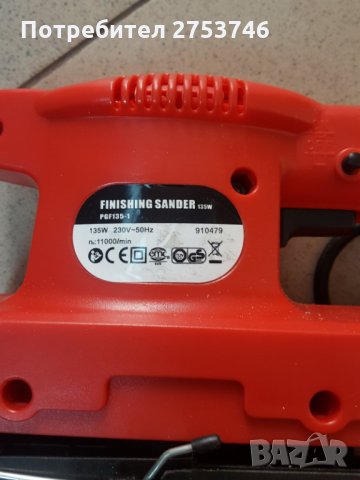 Потребител 2753746
FINISHING SANDER 135W
PGF135-1
135W 230V~50Hz 910479
n₀:11000/min
BAZAR